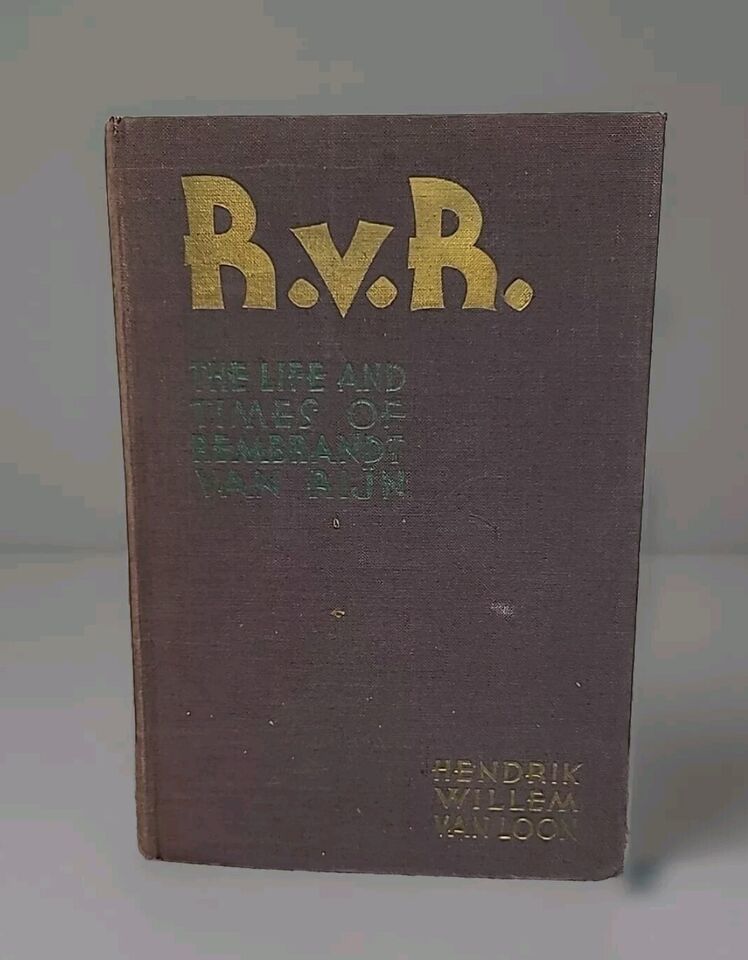 R.v.R.
THE LIFE AND
TIMES OF
REMBRANDT
VAN RIJN
HENDRIK
WILLEM
VAN LOON